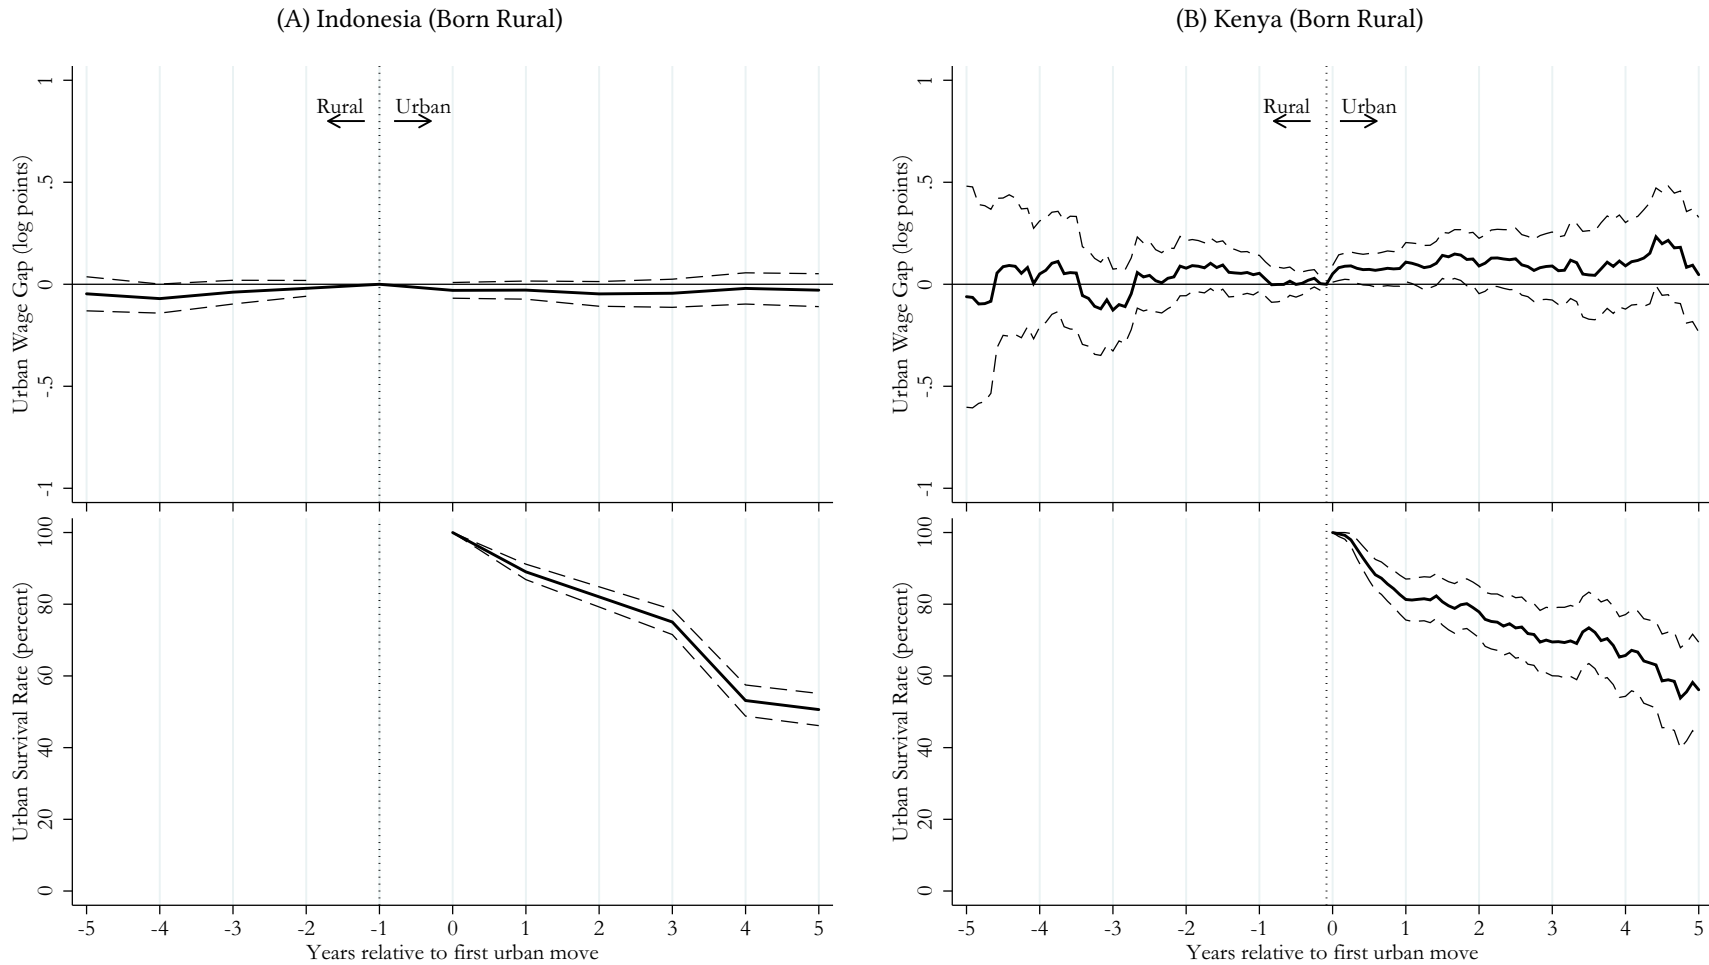 (A) Indonesia (Born Rural)
Urban Wage Gap (log points)
1
.5
0
-.5
-1
Rural
Urban
Urban Survival Rate (percent)
100
80
60
40
20
0
-5 -4 -3 -2 -1 0 1 2 3 4 5
Years relative to first urban move
(B) Kenya (Born Rural)
Urban Wage Gap (log points)
1
.5
0
-.5
-1
Rural
Urban
Urban Survival Rate (percent)
100
80
60
40
20
0
-5 -4 -3 -2 -1 0 1 2 3 4 5
Years relative to first urban move